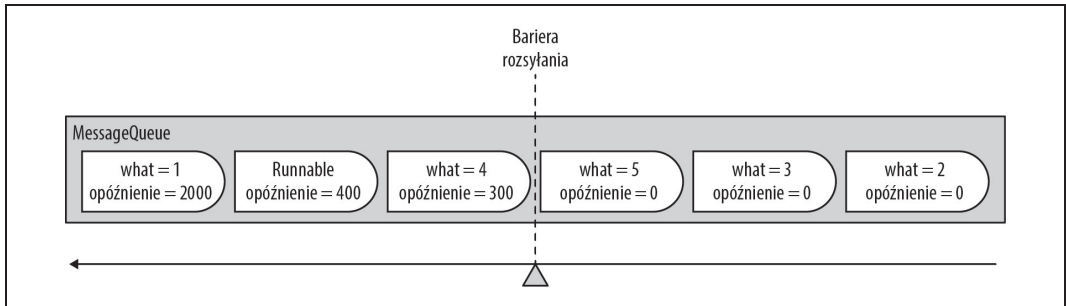 Bariera
rozsyłania
MessageQueue
what = 1
opóźnienie = 2000
Runnable
opóźnienie = 400
what = 4
opóźnienie = 300
what = 5
opóźnienie = 0
what = 3
opóźnienie = 0
what = 2
opóźnienie = 0